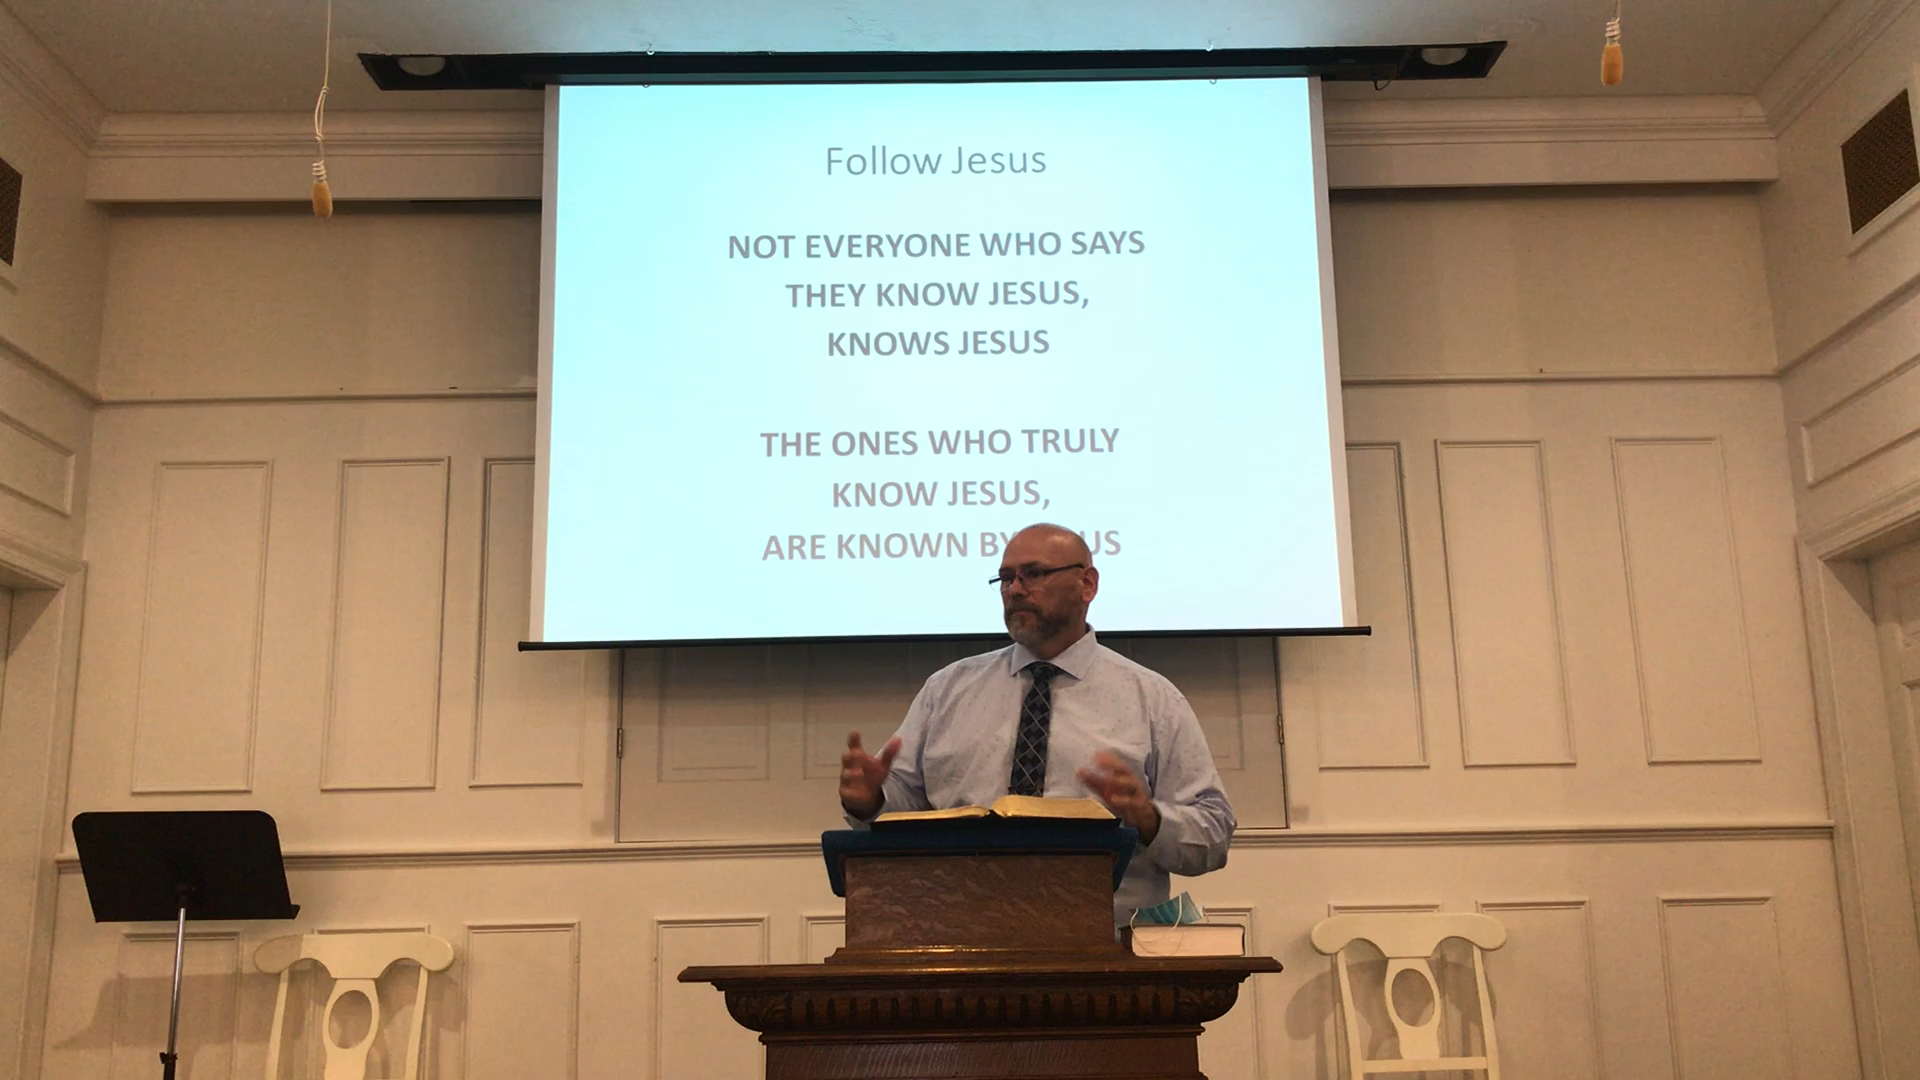 Follow Jesus
NOT EVERYONE WHO SAYS
THEY KNOW JESUS,
KNOWS JESUS
THE ONES WHO TRULY
KNOW JESUS,
ARE KNOWN BY